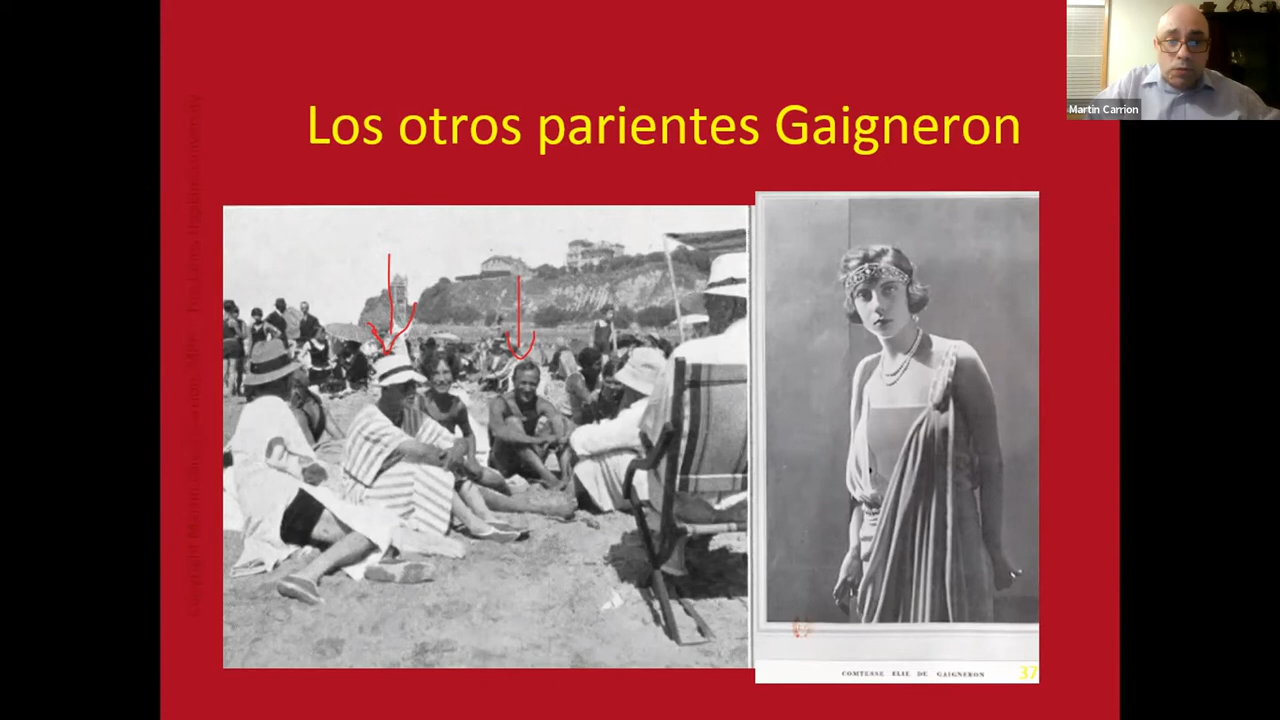 Martin Carrion
Los otros parientes Gaigneron
COMTESSE ELIE DE GAIGNERON
37